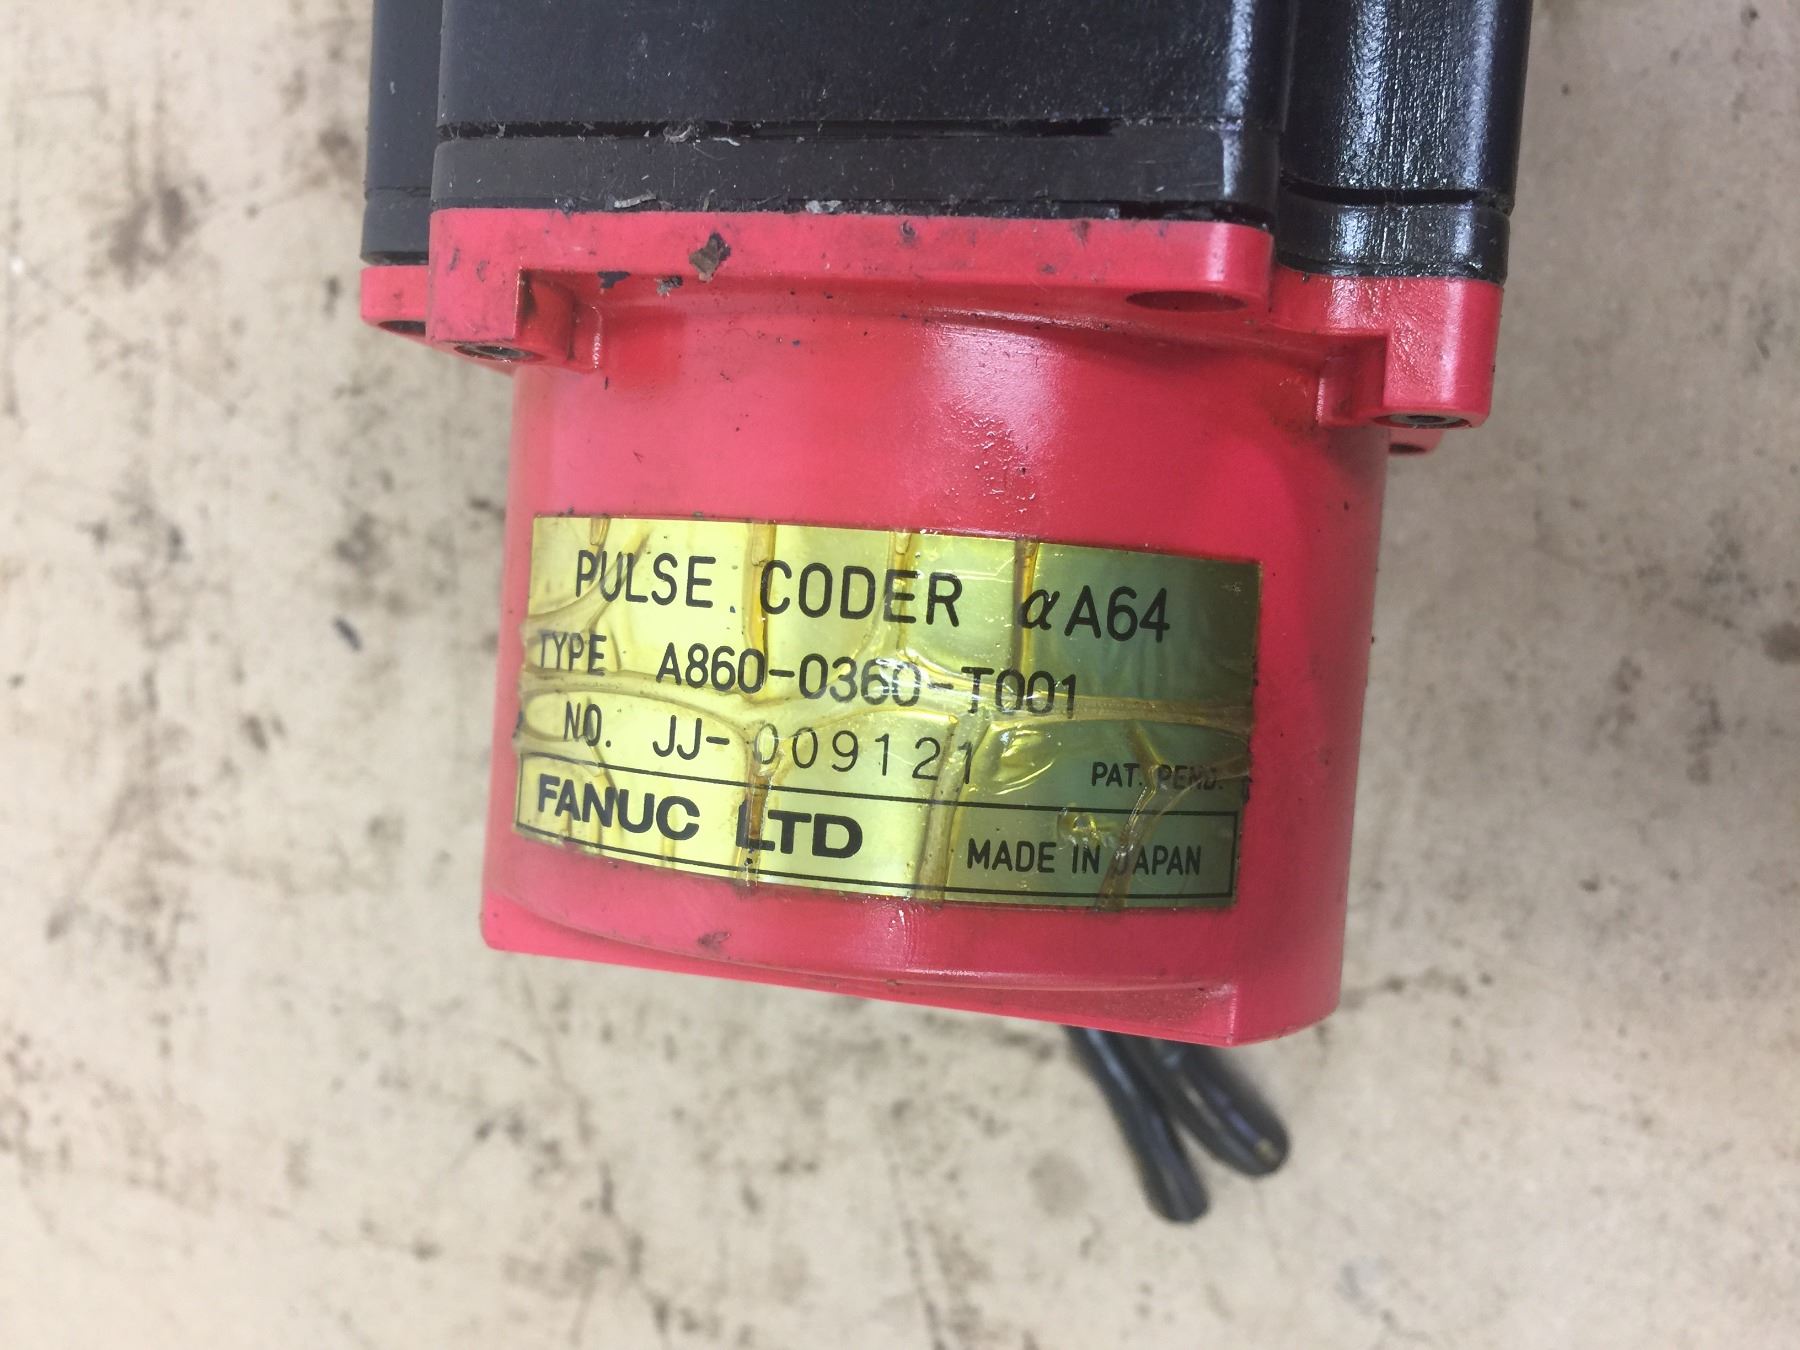 PULSE CODER αA64
TYPE A860-0360-T001
NO. JJ-009121
PAT. PEND.
FANUC LTD MADE IN JAPAN